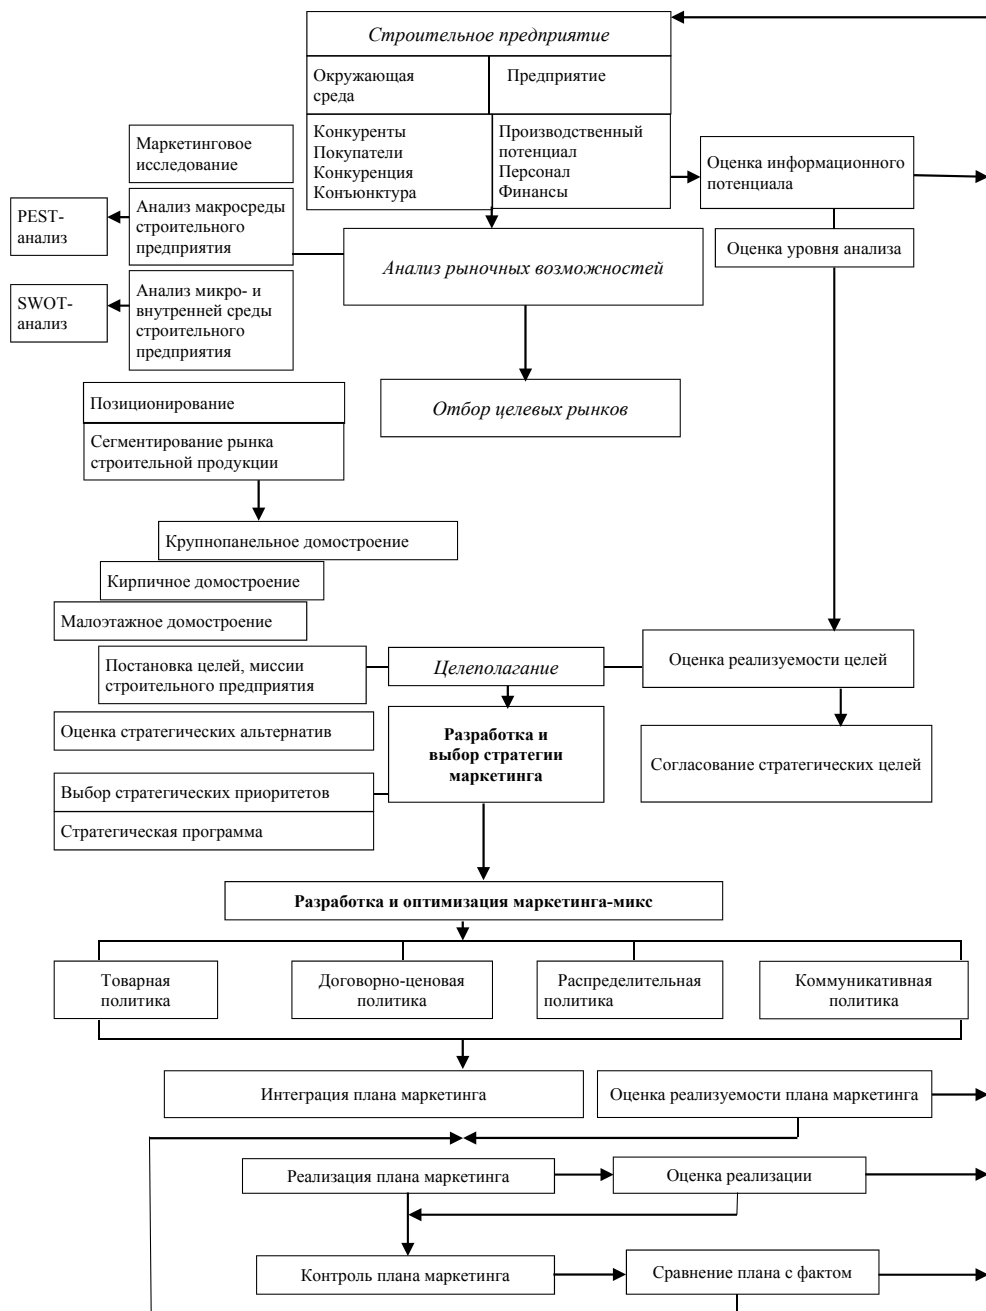 Строительное предприятие
Окружающая
среда
Предприятие
Конкуренты
Покупатели
Конкуренция
Конъюнктура
Производственный
потенциал
Персонал
Финансы
Маркетинговое
исследование
Оценка информационного
потенциала
PEST-
анализ
Анализ макросреды
строительного
предприятия
Анализ рыночных возможностей
Оценка уровня анализа
SWOT-
анализ
Анализ микро- и
внутренней среды
строительного
предприятия
Позиционирование
Отбор целевых рынков
Сегментирование рынка
строительной продукции
Крупнопанельное домостроение
Кирпичное домостроение
Малоэтажное домостроение
Постановка целей, миссии
строительного предприятия
Целеполагание
Оценка реализуемости целей
Оценка стратегических альтернатив
Разработка и
выбор стратегии
маркетинга
Согласование стратегических целей
Выбор стратегических приоритетов
Стратегическая программа
Разработка и оптимизация маркетинга-микс
Товарная
политика
Договорно-ценовая
политика
Распределительная
политика
Коммуникативная
политика
Интеграция плана маркетинга
Оценка реализуемости плана маркетинга
Реализация плана маркетинга
Оценка реализации
Контроль плана маркетинга
Сравнение плана с фактом